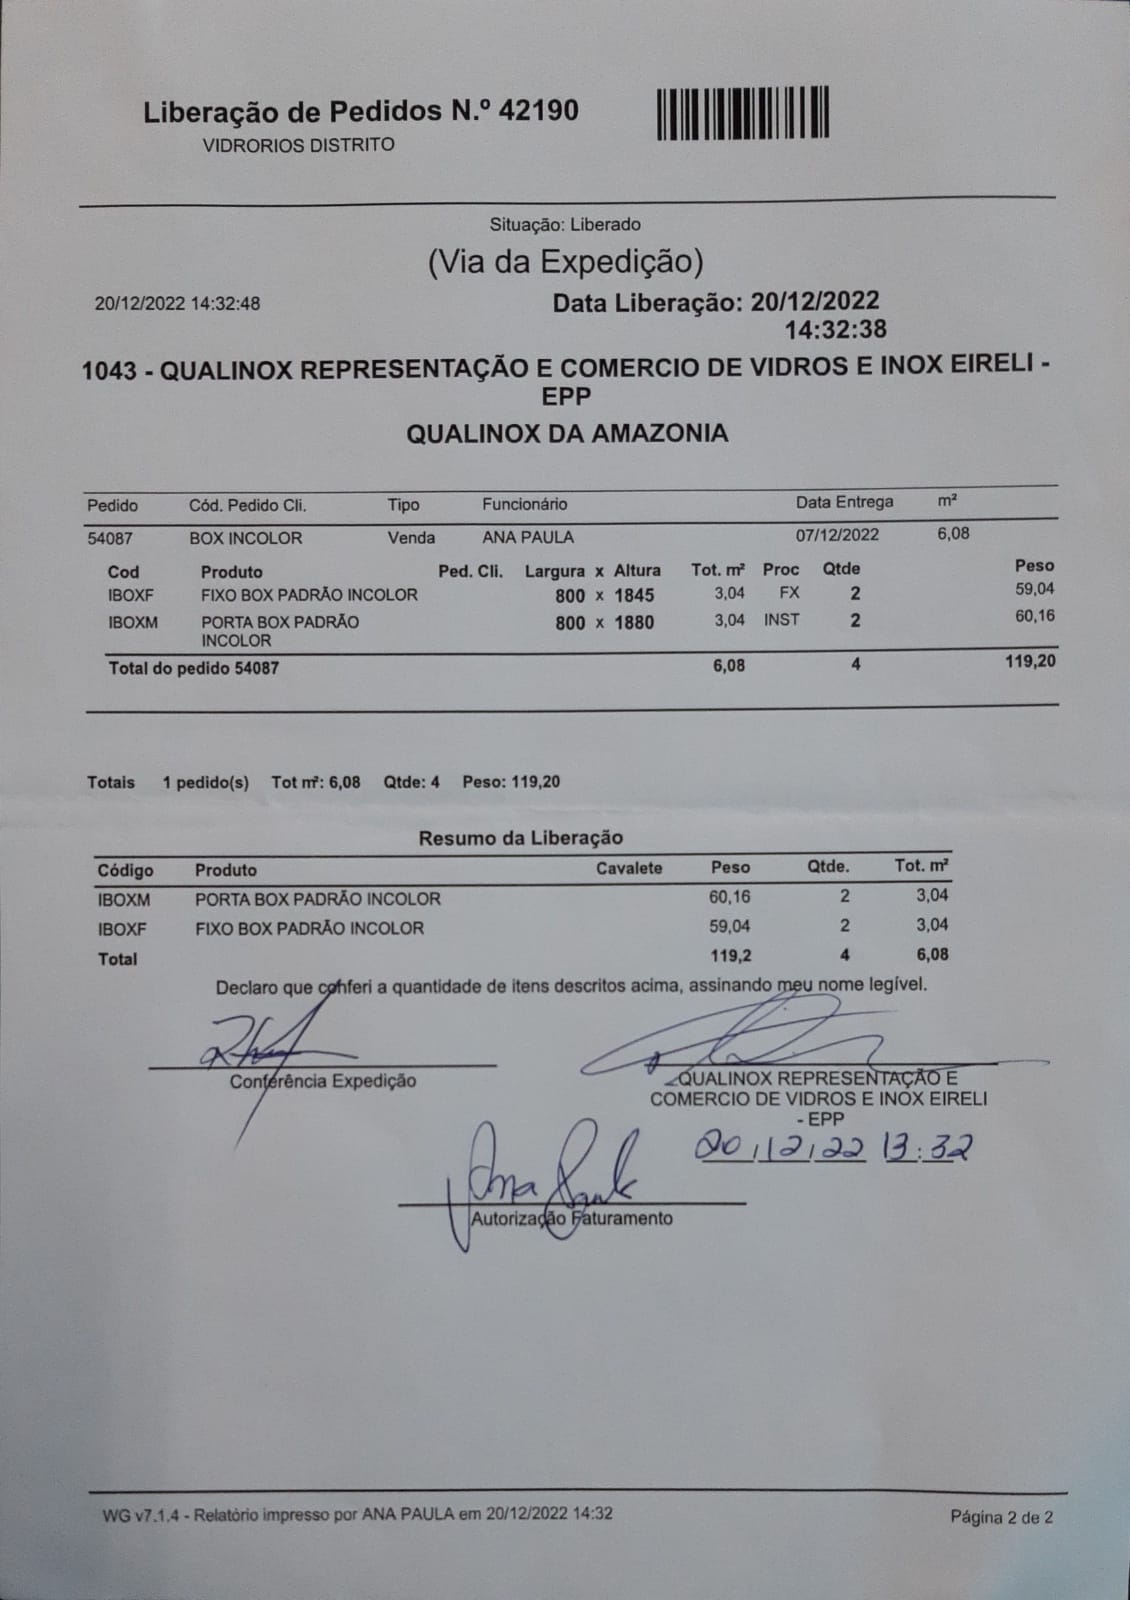 Liberação de Pedidos N.º 42190
VIDRORIOS DISTRITO
Situação: Liberado
(Via da Expedição)
20/12/2022 14:32:48 Data Liberação: 20/12/2022
14:32:38
1043 - QUALINOX REPRESENTAÇÃO E COMERCIO DE VIDROS E INOX EIRELI -
EPP
QUALINOX DA AMAZONIA
Pedido Cód. Pedido Cli. Tipo Funcionário Data Entrega m²
54087 BOX INCOLOR Venda ANA PAULA 07/12/2022 6,08
Cod Produto Ped. Cli. Largura x Altura Tot. m² Proc Qtde Peso
IBOXF FIXO BOX PADRÃO INCOLOR 800 x 1845 3,04 FX 2 59,04
IBOXM PORTA BOX PADRÃO 800 x 1880 3,04 INST 2 60,16
INCOLOR
Total do pedido 54087 6,08 4 119,20
Totais 1 pedido(s) Tot m²: 6,08 Qtde: 4 Peso: 119,20
Resumo da Liberação
Código Produto Cavalete Peso Qtde. Tot. m²
IBOXM PORTA BOX PADRÃO INCOLOR 60,16 2 3,04
IBOXF FIXO BOX PADRÃO INCOLOR 59,04 2 3,04
Total 119,2 4 6,08
Declaro que conferi a quantidade de itens descritos acima, assinando meu nome legível.
Conferência Expedição
QUALINOX REPRESENTAÇÃO E
COMERCIO DE VIDROS E INOX EIRELI
- EPP
20/12/22 13:32
Ana Paula
Autorização Faturamento
WG v7.1.4 - Relatório impresso por ANA PAULA em 20/12/2022 14:32 Página 2 de 2